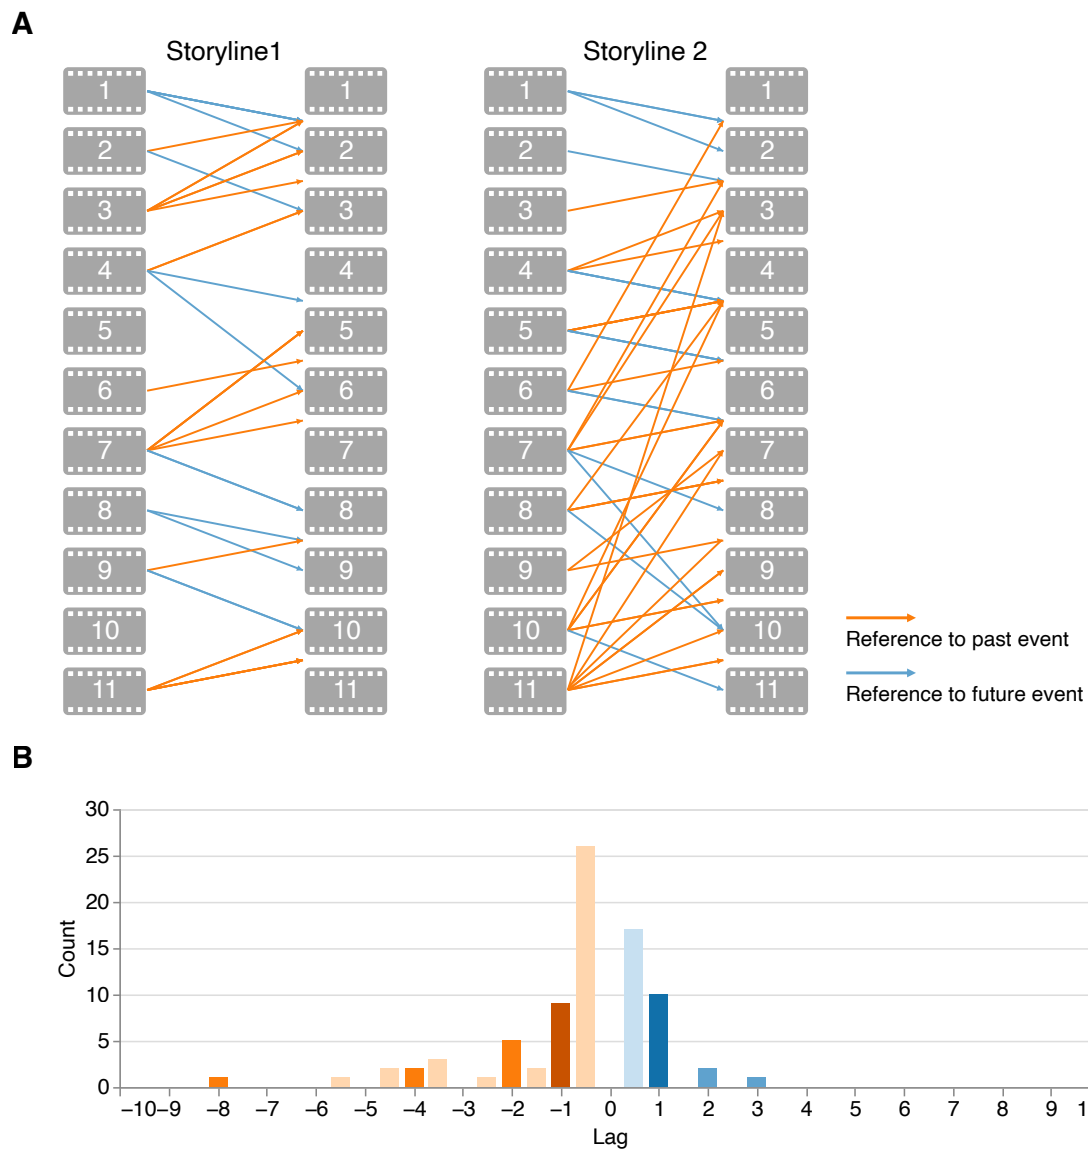 A
Storyline1
Storyline 2
1 1 1 1
2 2 2 2
3 3 3 3
4 4 4 4
5 5 5 5
6 6 6 6
7 7 7 7
8 8 8 8
9 9 9 9
10 10 10 10
11 11 11 11
Reference to past event
Reference to future event
B
30
25
20
15
10
5
0
Count
−10 −9 −8 −7 −6 −5 −4 −3 −2 −1 0 1 2 3 4 5 6 7 8 9 1
Lag